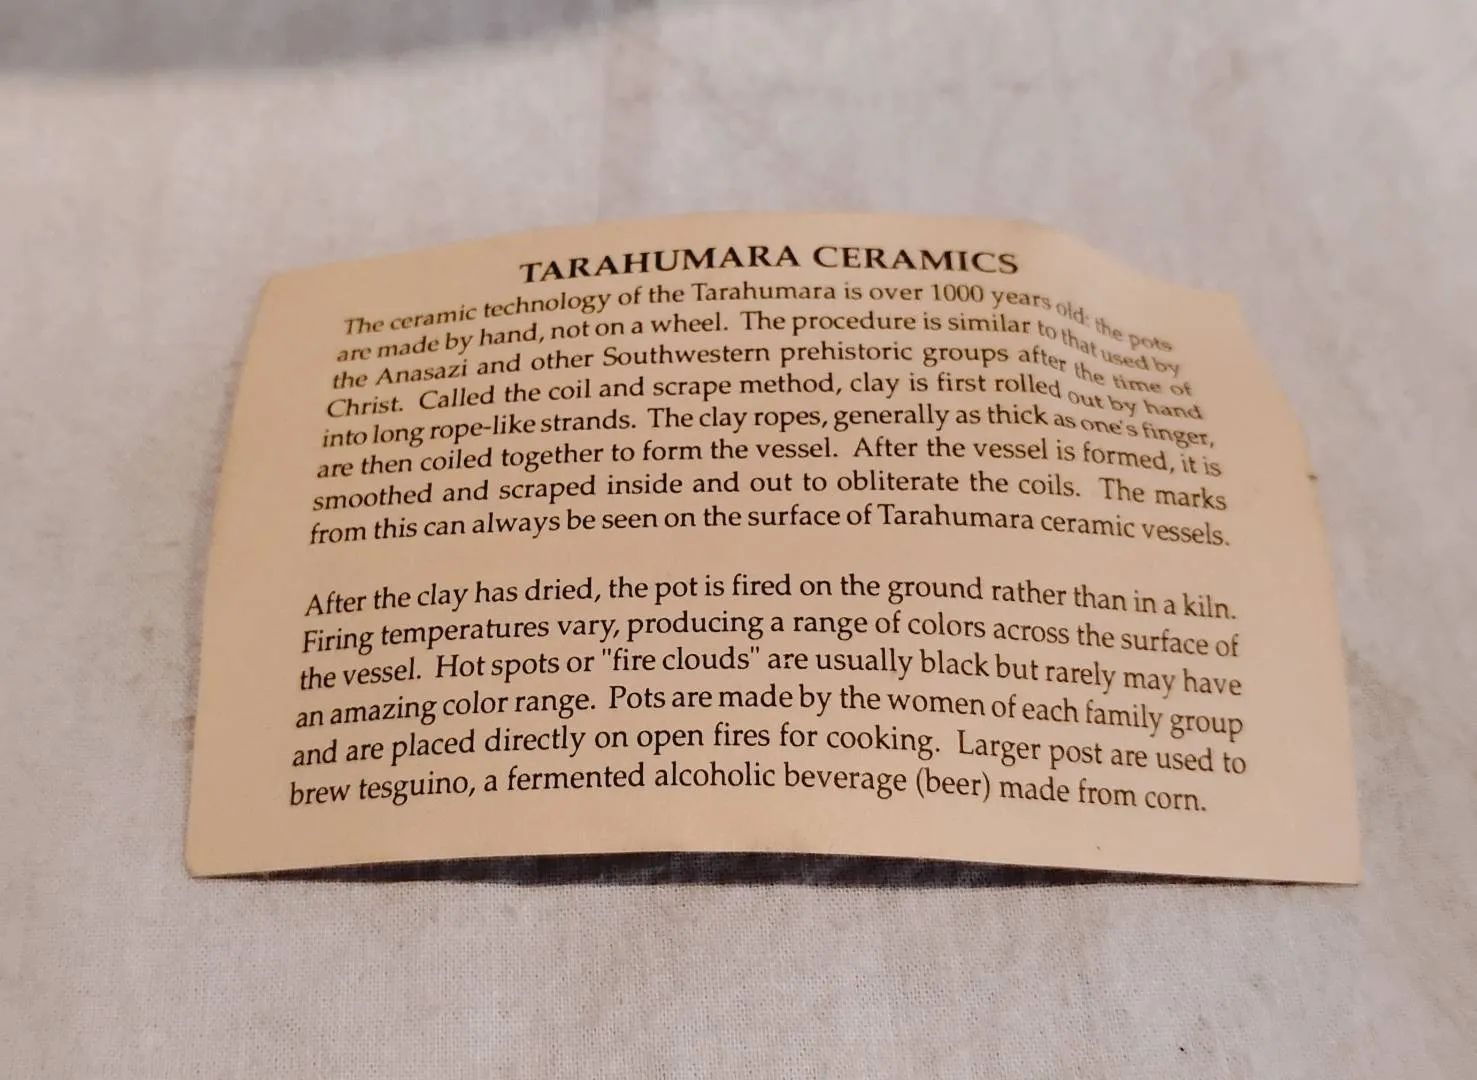 TARAHUMARA CERAMICS
The ceramic technology of the Tarahumara is over 1000 years old: the pots
are made by hand, not on a wheel. The procedure is similar to that used by
the Anasazi and other Southwestern prehistoric groups after the time of
Christ. Called the coil and scrape method, clay is first rolled out by hand
into long rope-like strands. The clay ropes, generally as thick as one's finger,
are then coiled together to form the vessel. After the vessel is formed, it is
smoothed and scraped inside and out to obliterate the coils. The marks
from this can always be seen on the surface of Tarahumara ceramic vessels.
After the clay has dried, the pot is fired on the ground rather than in a kiln.
Firing temperatures vary, producing a range of colors across the surface of
the vessel. Hot spots or "fire clouds" are usually black but rarely may have
an amazing color range. Pots are made by the women of each family group
and are placed directly on open fires for cooking. Larger post are used to
brew tesguino, a fermented alcoholic beverage (beer) made from corn.